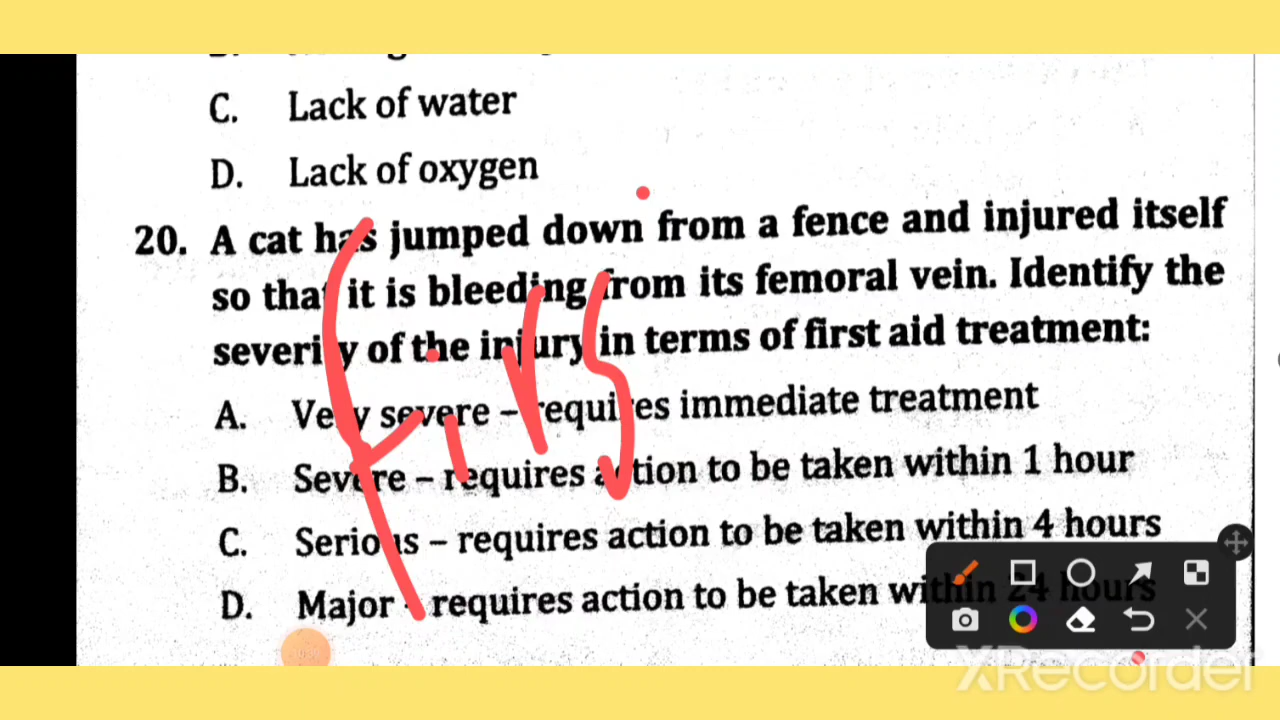 C. Lack of water
D. Lack of oxygen
20. A cat has jumped down from a fence and injured itself
so that it is bleeding from its femoral vein. Identify the
severity of the injury in terms of first aid treatment:
A. Very severe – requires immediate treatment
B. Severe – requires action to be taken within 1 hour
C. Serious – requires action to be taken within 4 hours
D. Major – requires action to be taken within 24 hours
firs
XRecorder